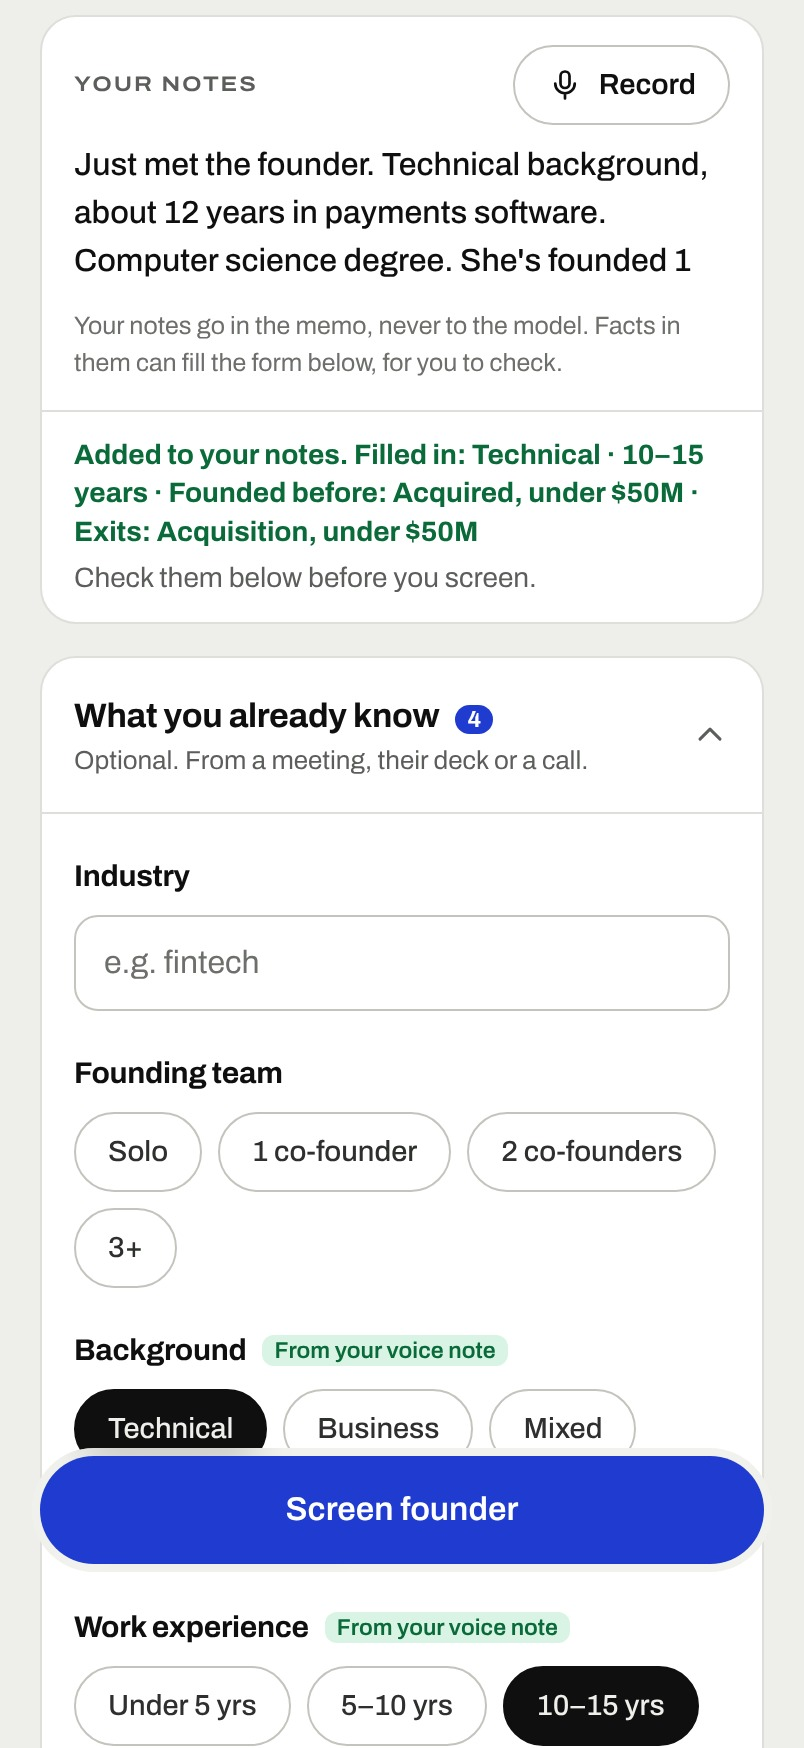 YOUR NOTES
Record
Just met the founder. Technical background,
about 12 years in payments software.
Computer science degree. She's founded 1
Your notes go in the memo, never to the model. Facts in
them can fill the form below, for you to check.
Added to your notes. Filled in: Technical · 10–15
years · Founded before: Acquired, under $50M ·
Exits: Acquisition, under $50M
Check them below before you screen.
What you already know 4
Optional. From a meeting, their deck or a call.
Industry
e.g. fintech
Founding team
Solo 1 co-founder 2 co-founders
3+
Background From your voice note
Technical Business Mixed
Screen founder
Work experience From your voice note
Under 5 yrs 5–10 yrs 10–15 yrs